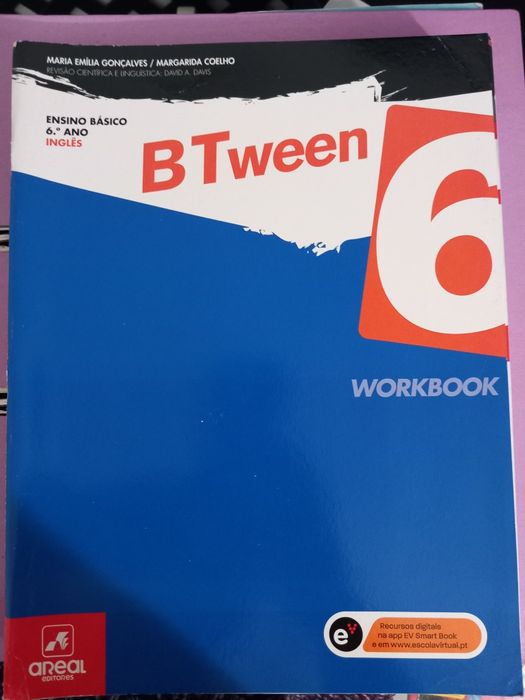 MARIA EMÍLIA GONÇALVES / MARGARIDA COELHO
REVISÃO CIENTÍFICA E LINGUÍSTICA: DAVID A. DAVIS
ENSINO BÁSICO
6.º ANO
INGLÊS
BTween
6
WORKBOOK
e
Recursos digitais
na app EV Smart Book
e em www.escolavirtual.pt
areal
EDITORES